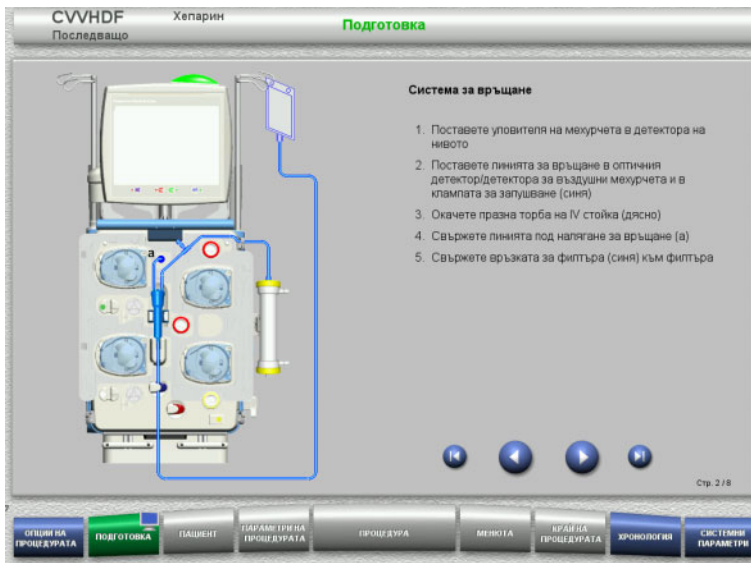 CVVHDF Хепарин
Последващо
Подготовка
Система за връщане
1. Поставете уловителя на мехурчета в детектора на
нивото
2. Поставете линията за връщане в оптичния
детектор/детектора за въздушни мехурчета и в
клампата за запушване (синя)
3. Окачете празна торба на IV стойка (дясно)
4. Свържете линията под налягане за връщане (a)
5. Свържете връзката за филтъра (синя) към филтъра
a
Стр. 2 / 8
ОПЦИИ НА
ПРОЦЕДУРАТА
ПОДГОТОВКА
ПАЦИЕНТ
ПАРАМЕТРИ НА
ПРОЦЕДУРАТА
ПРОЦЕДУРА
МЕНЮТА
КРАЙ НА
ПРОЦЕДУРАТА
ХРОНОЛОГИЯ
СИСТЕМНИ
ПАРАМЕТРИ